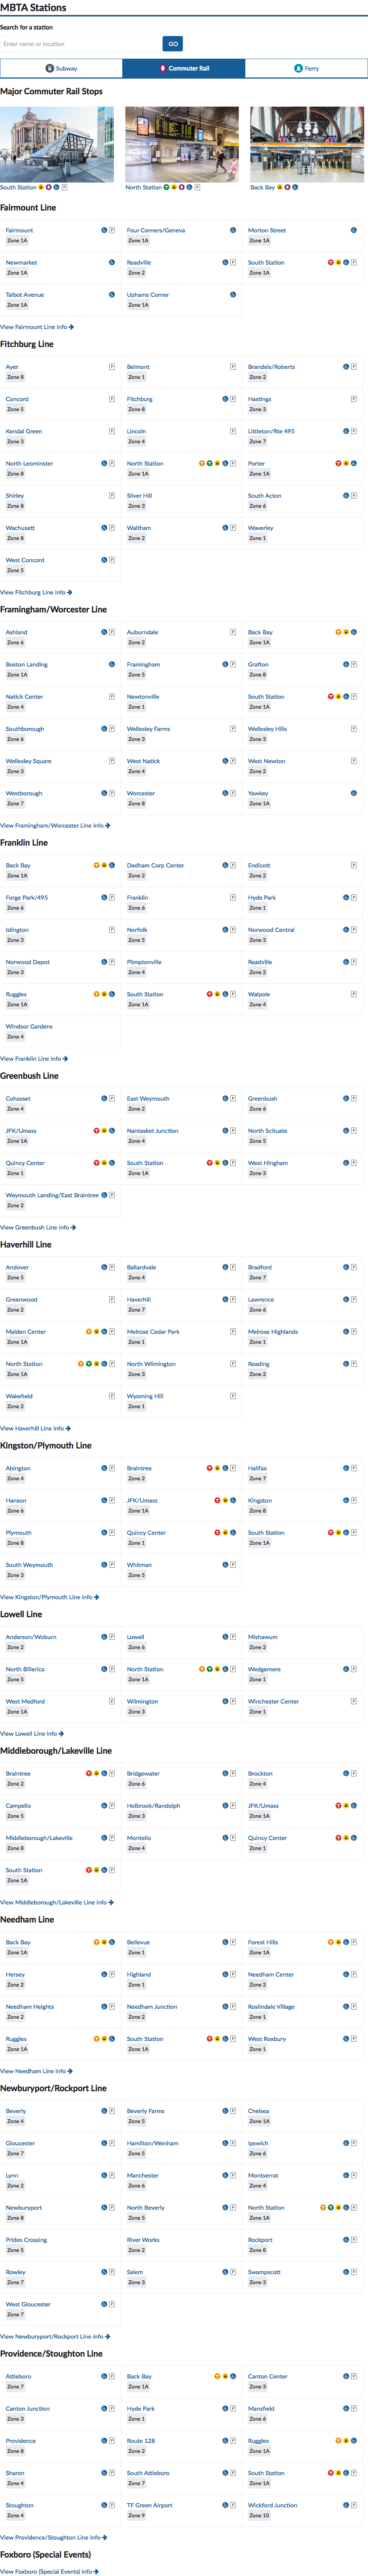 MBTA Stations
Search for a station
Enter name or location
GO
Subway
Commuter Rail
Ferry
Major Commuter Rail Stops
South Station P
North Station P
Back Bay
Fairmount Line
Fairmount P
Zone 1A
Four Corners/Geneva
Zone 1A
Morton Street
Zone 1A
Newmarket
Zone 1A
Readville P
Zone 2
South Station P
Zone 1A
Talbot Avenue
Zone 1A
Uphams Corner
Zone 1A
View Fairmount Line info
Fitchburg Line
Ayer P
Zone 8
Belmont P
Zone 1
Brandeis/Roberts P
Zone 2
Concord P
Zone 5
Fitchburg P
Zone 8
Hastings P
Zone 3
Kendal Green P
Zone 3
Lincoln P
Zone 4
Littleton/Rte 495 P
Zone 7
North Leominster P
Zone 8
North Station P
Zone 1A
Porter
Zone 1A
Shirley P
Zone 8
Silver Hill
Zone 3
South Acton P
Zone 6
Wachusett P
Zone 8
Waltham P
Zone 2
Waverley
Zone 1
West Concord P
Zone 5
View Fitchburg Line info
Framingham/Worcester Line
Ashland P
Zone 6
Auburndale P
Zone 2
Back Bay
Zone 1A
Boston Landing
Zone 1A
Framingham P
Zone 5
Grafton P
Zone 8
Natick Center P
Zone 4
Newtonville
Zone 1
South Station P
Zone 1A
Southborough P
Zone 6
Wellesley Farms P
Zone 3
Wellesley Hills P
Zone 3
Wellesley Square P
Zone 3
West Natick P
Zone 4
West Newton P
Zone 2
Westborough P
Zone 7
Worcester P
Zone 8
Yawkey
Zone 1A
View Framingham/Worcester Line info
Franklin Line
Back Bay
Zone 1A
Dedham Corp Center P
Zone 2
Endicott P
Zone 2
Forge Park/495 P
Zone 6
Franklin P
Zone 6
Hyde Park P
Zone 1
Islington P
Zone 3
Norfolk P
Zone 5
Norwood Central P
Zone 3
Norwood Depot P
Zone 3
Plimptonville
Zone 4
Readville P
Zone 2
Ruggles
Zone 1A
South Station P
Zone 1A
Walpole P
Zone 4
Windsor Gardens
Zone 4
View Franklin Line info
Greenbush Line
Cohasset P
Zone 4
East Weymouth P
Zone 2
Greenbush P
Zone 6
JFK/Umass
Zone 1A
Nantasket Junction P
Zone 4
North Scituate P
Zone 5
Quincy Center
Zone 1
South Station P
Zone 1A
West Hingham P
Zone 3
Weymouth Landing/East Braintree P
Zone 2
View Greenbush Line info
Haverhill Line
Andover P
Zone 5
Ballardvale P
Zone 4
Bradford P
Zone 7
Greenwood P
Zone 2
Haverhill P
Zone 7
Lawrence P
Zone 6
Malden Center P
Zone 1A
Melrose Cedar Park P
Zone 1
Melrose Highlands P
Zone 1
North Station P
Zone 1A
North Wilmington P
Zone 3
Reading P
Zone 2
Wakefield P
Zone 2
Wyoming Hill P
Zone 1
View Haverhill Line info
Kingston/Plymouth Line
Abington P
Zone 4
Braintree P
Zone 2
Halifax P
Zone 7
Hanson P
Zone 6
JFK/Umass
Zone 1A
Kingston P
Zone 8
Plymouth P
Zone 8
Quincy Center
Zone 1
South Station P
Zone 1A
South Weymouth P
Zone 3
Whitman P
Zone 5
View Kingston/Plymouth Line info
Lowell Line
Anderson/Woburn P
Zone 2
Lowell P
Zone 6
Mishawum
Zone 2
North Billerica P
Zone 5
North Station P
Zone 1A
Wedgemere P
Zone 1
West Medford P
Zone 1A
Wilmington P
Zone 3
Winchester Center P
Zone 1
View Lowell Line info
Middleborough/Lakeville Line
Braintree P
Zone 2
Bridgewater P
Zone 6
Brockton P
Zone 4
Campello P
Zone 5
Holbrook/Randolph P
Zone 3
JFK/Umass
Zone 1A
Middleborough/Lakeville P
Zone 8
Montello P
Zone 4
Quincy Center
Zone 1
South Station P
Zone 1A
View Middleborough/Lakeville Line info
Needham Line
Back Bay
Zone 1A
Bellevue P
Zone 1
Forest Hills P
Zone 1A
Hersey P
Zone 2
Highland P
Zone 1
Needham Center P
Zone 2
Needham Heights P
Zone 2
Needham Junction P
Zone 2
Roslindale Village P
Zone 1
Ruggles
Zone 1A
South Station P
Zone 1A
West Roxbury P
Zone 1
View Needham Line info
Newburyport/Rockport Line
Beverly P
Zone 4
Beverly Farms P
Zone 5
Chelsea
Zone 1A
Gloucester P
Zone 7
Hamilton/Wenham P
Zone 5
Ipswich P
Zone 6
Lynn P
Zone 2
Manchester P
Zone 6
Montserrat P
Zone 4
Newburyport P
Zone 8
North Beverly P
Zone 5
North Station P
Zone 1A
Prides Crossing
Zone 5
River Works
Zone 2
Rockport P
Zone 8
Rowley P
Zone 7
Salem P
Zone 3
Swampscott P
Zone 3
West Gloucester P
Zone 7
View Newburyport/Rockport Line info
Providence/Stoughton Line
Attleboro P
Zone 7
Back Bay
Zone 1A
Canton Center P
Zone 3
Canton Junction P
Zone 3
Hyde Park P
Zone 1
Mansfield P
Zone 6
Providence P
Zone 8
Route 128 P
Zone 2
Ruggles
Zone 1A
Sharon P
Zone 4
South Attleboro P
Zone 7
South Station P
Zone 1A
Stoughton P
Zone 4
TF Green Airport P
Zone 9
Wickford Junction P
Zone 10
View Providence/Stoughton Line info
Foxboro (Special Events)
View Foxboro (Special Events) info